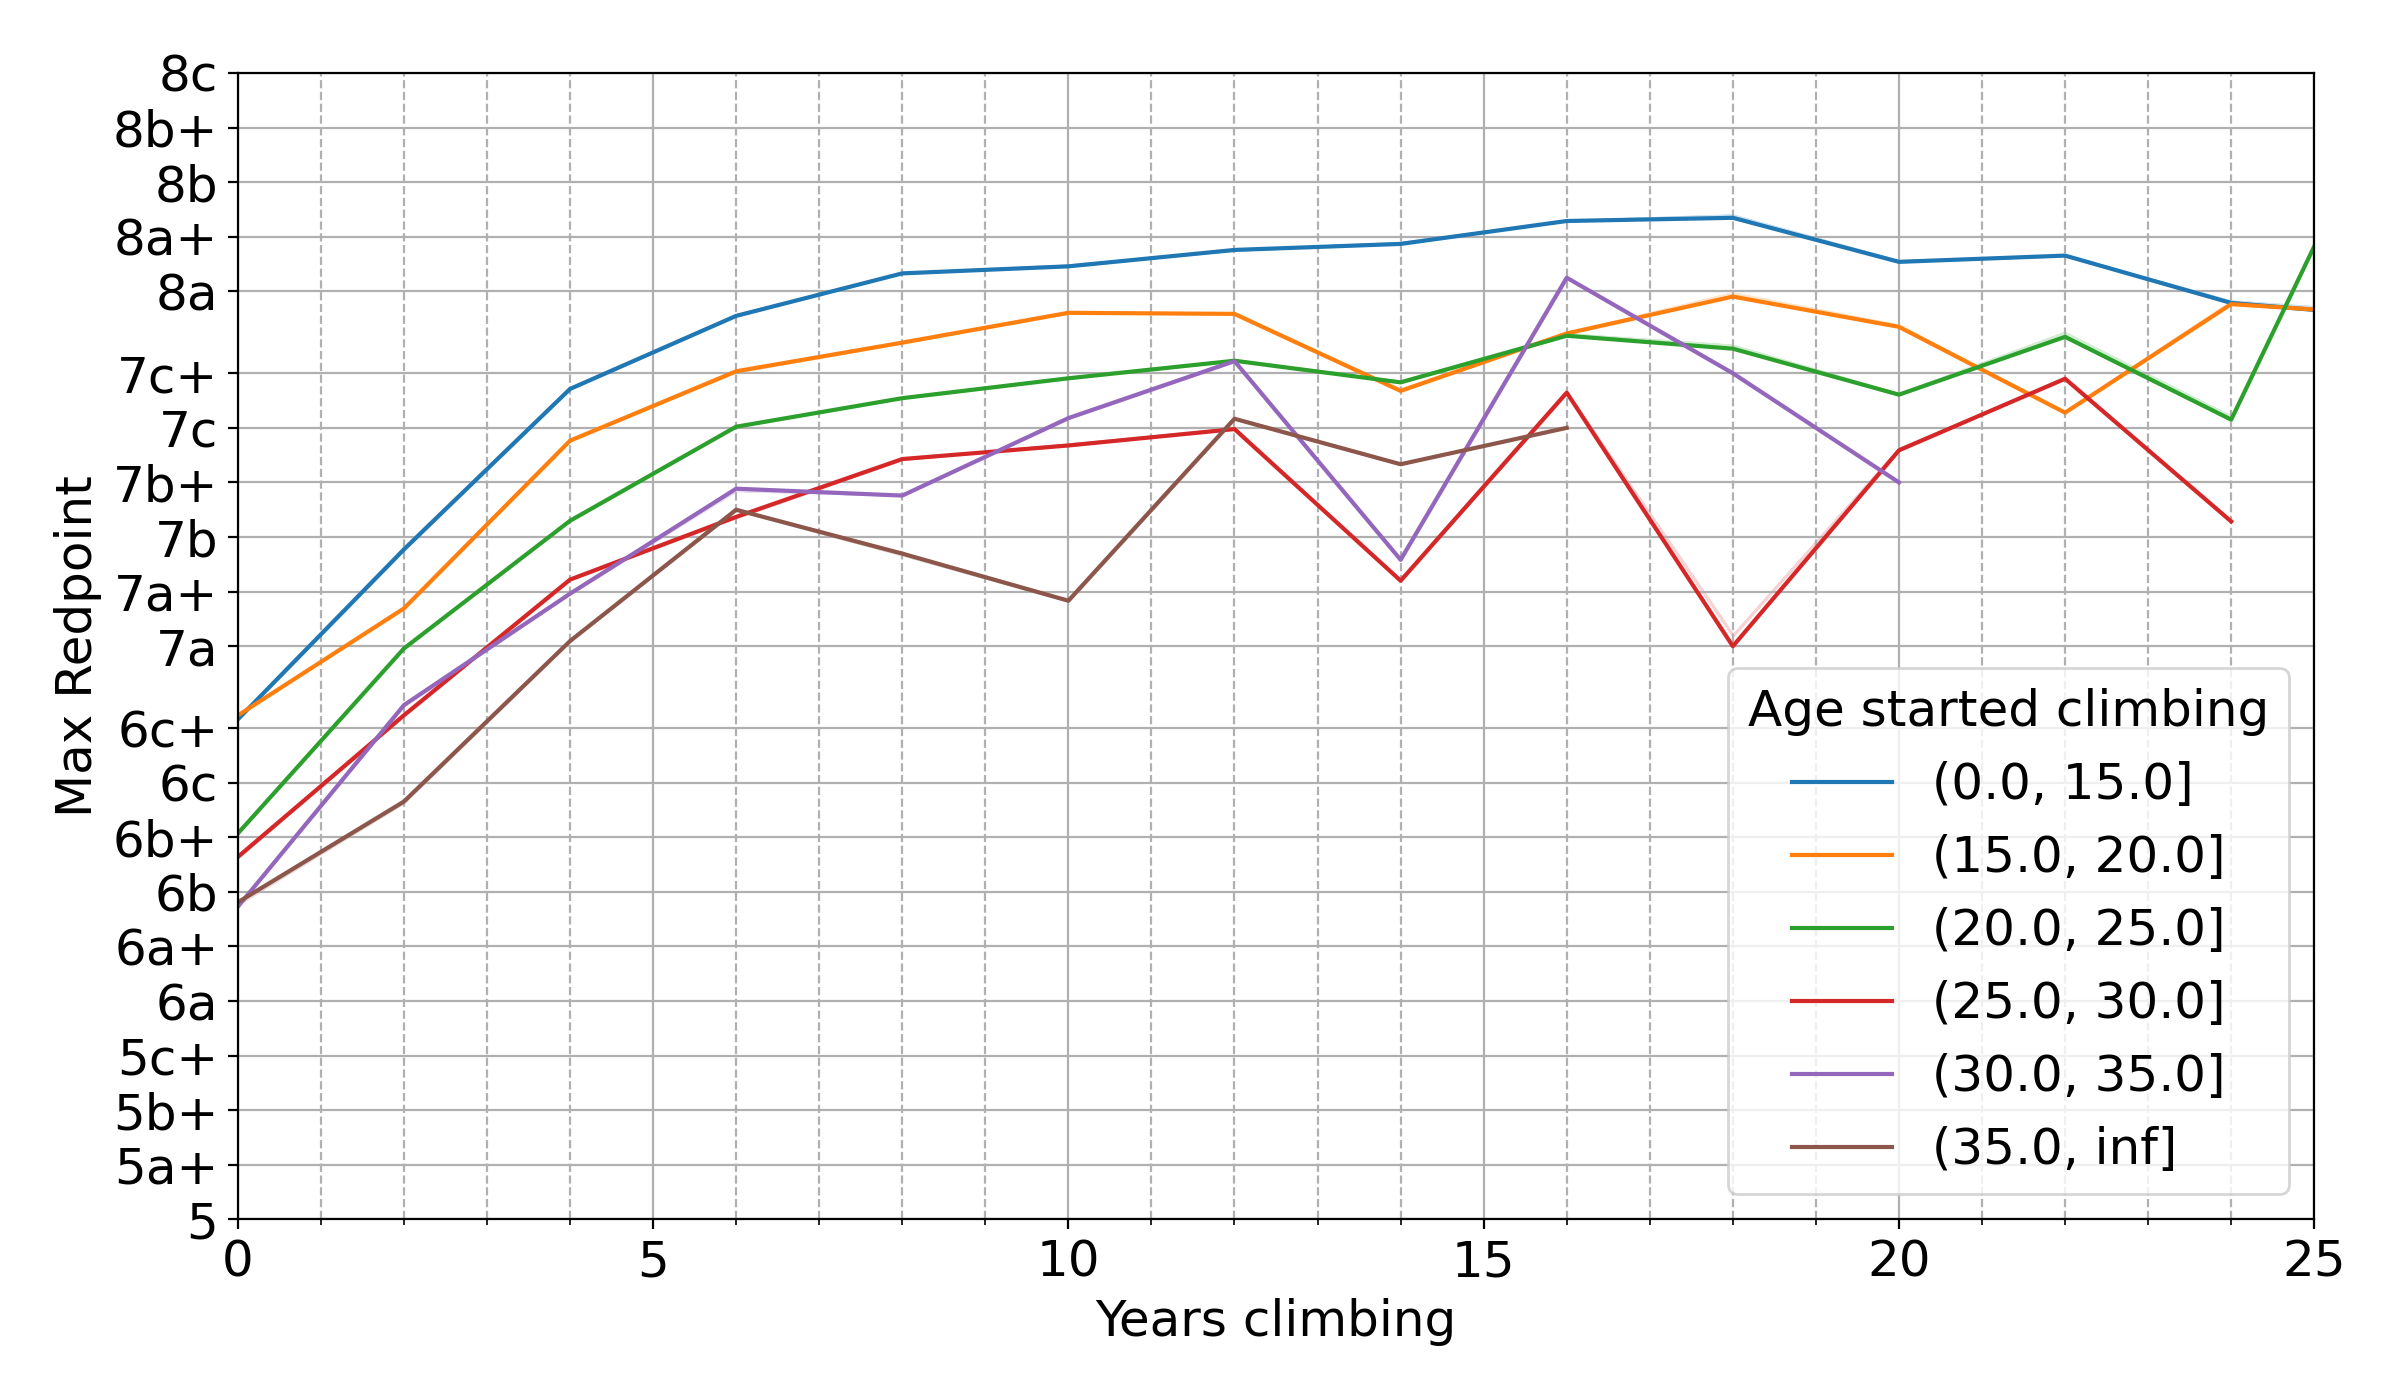 8c
8b+
8b
8a+
8a
7c+
7c
7b+
7b
7a+
7a
6c+
6c
6b+
6b
6a+
6a
5c+
5b+
5a+
5
Max Redpoint
0 5 10 15 20 25
Years climbing
Age started climbing
(0.0, 15.0]
(15.0, 20.0]
(20.0, 25.0]
(25.0, 30.0]
(30.0, 35.0]
(35.0, inf]